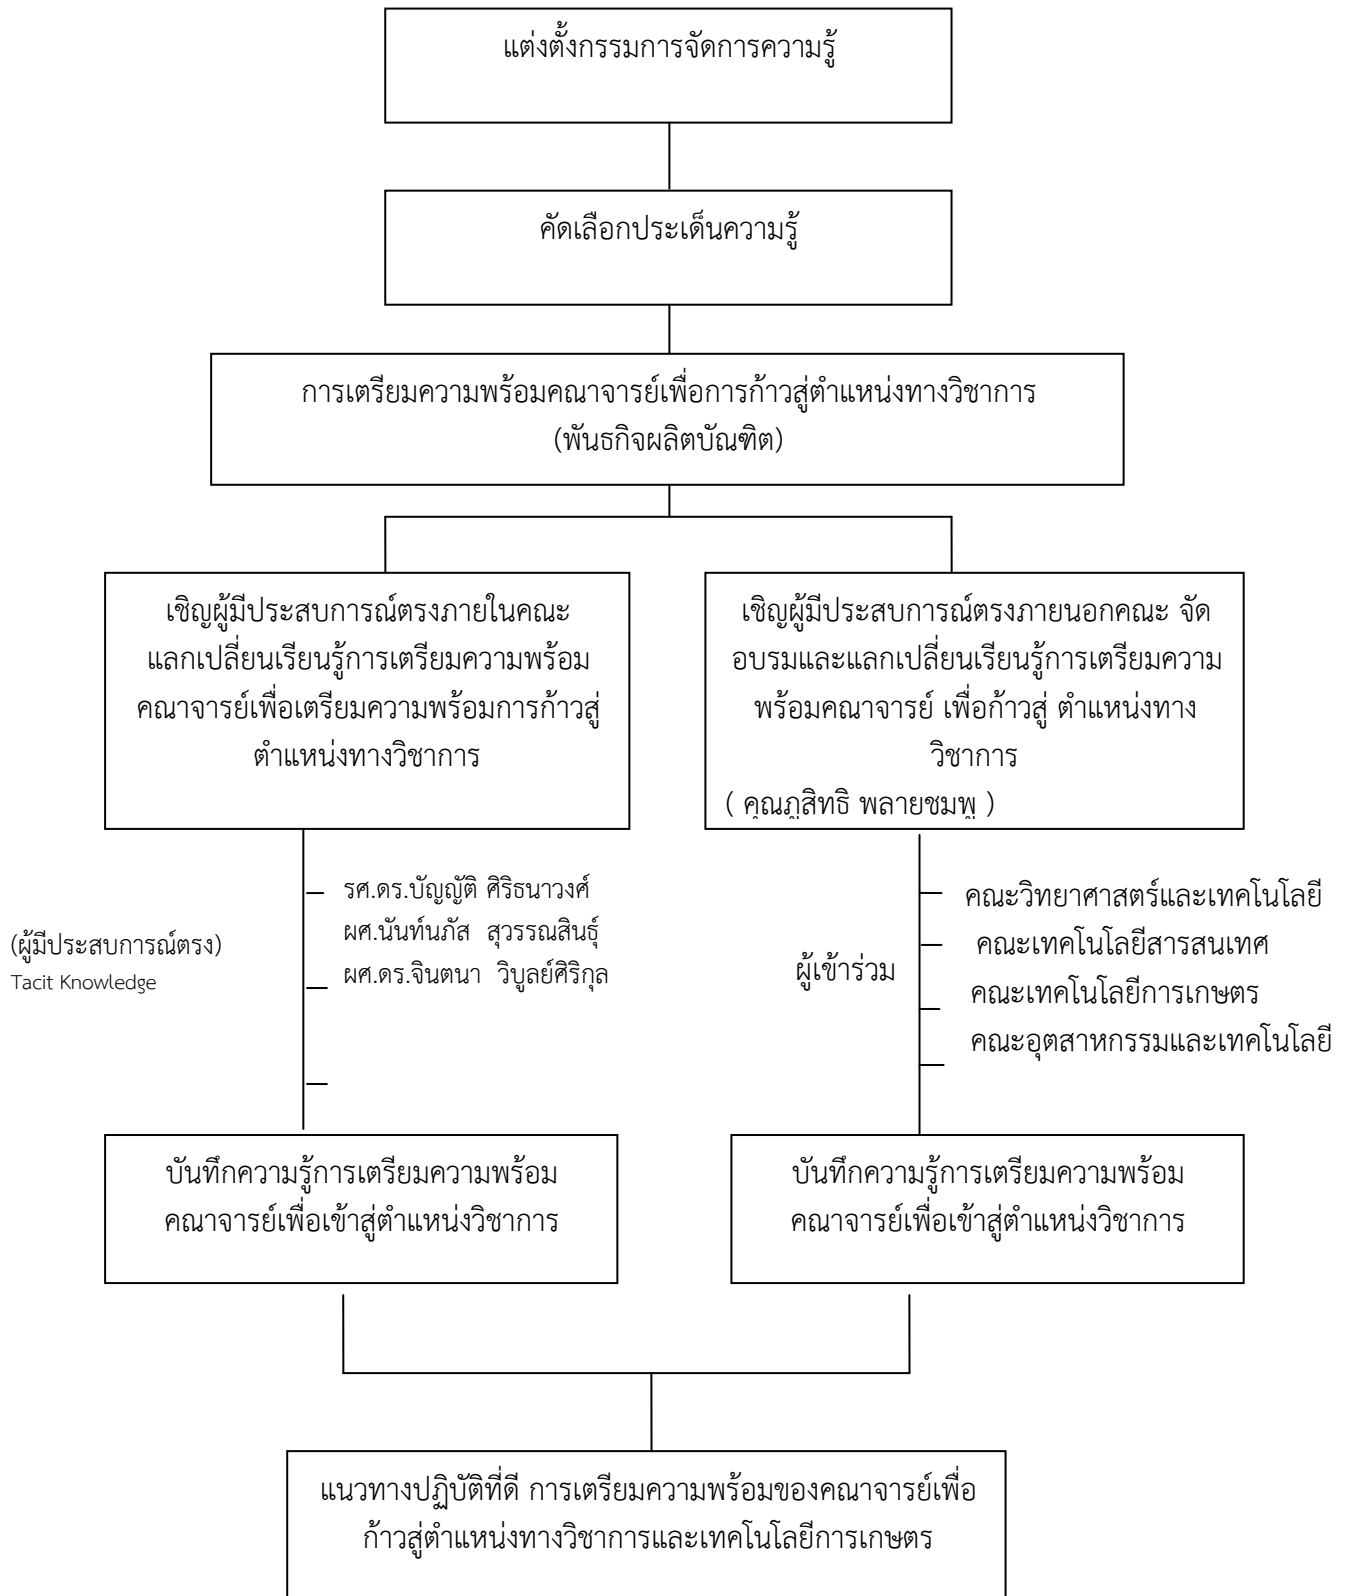 แต่งตั้งกรรมการจัดการความรู้
คัดเลือกประเด็นความรู้
การเตรียมความพร้อมคณาจารย์เพื่อการก้าวสู่ตำแหน่งทางวิชาการ
(พันธกิจผลิตบัณฑิต)
เชิญผู้มีประสบการณ์ตรงภายในคณะ
แลกเปลี่ยนเรียนรู้การเตรียมความพร้อม
คณาจารย์เพื่อเตรียมความพร้อมการก้าวสู่
ตำแหน่งทางวิชาการ
เชิญผู้มีประสบการณ์ตรงภายนอกคณะ จัด
อบรมและแลกเปลี่ยนเรียนรู้การเตรียมความ
พร้อมคณาจารย์ เพื่อก้าวสู่ ตำแหน่งทาง
วิชาการ
( คุณภูสิทธิ พลายชมพู )
(ผู้มีประสบการณ์ตรง)
Tacit Knowledge
รศ.ดร.บัญญัติ ศิริธนาวงศ์
ผศ.นันท์นภัส  สุวรรณสินธุ์
ผศ.ดร.จินตนา  วิบูลย์ศิริกุล
ผู้เข้าร่วม
คณะวิทยาศาสตร์และเทคโนโลยี
คณะเทคโนโลยีสารสนเทศ
คณะเทคโนโลยีการเกษตร
คณะอุตสาหกรรมและเทคโนโลยี
บันทึกความรู้การเตรียมความพร้อม
คณาจารย์เพื่อเข้าสู่ตำแหน่งวิชาการ
บันทึกความรู้การเตรียมความพร้อม
คณาจารย์เพื่อเข้าสู่ตำแหน่งวิชาการ
แนวทางปฏิบัติที่ดี การเตรียมความพร้อมของคณาจารย์เพื่อ
ก้าวสู่ตำแหน่งทางวิชาการและเทคโนโลยีการเกษตร